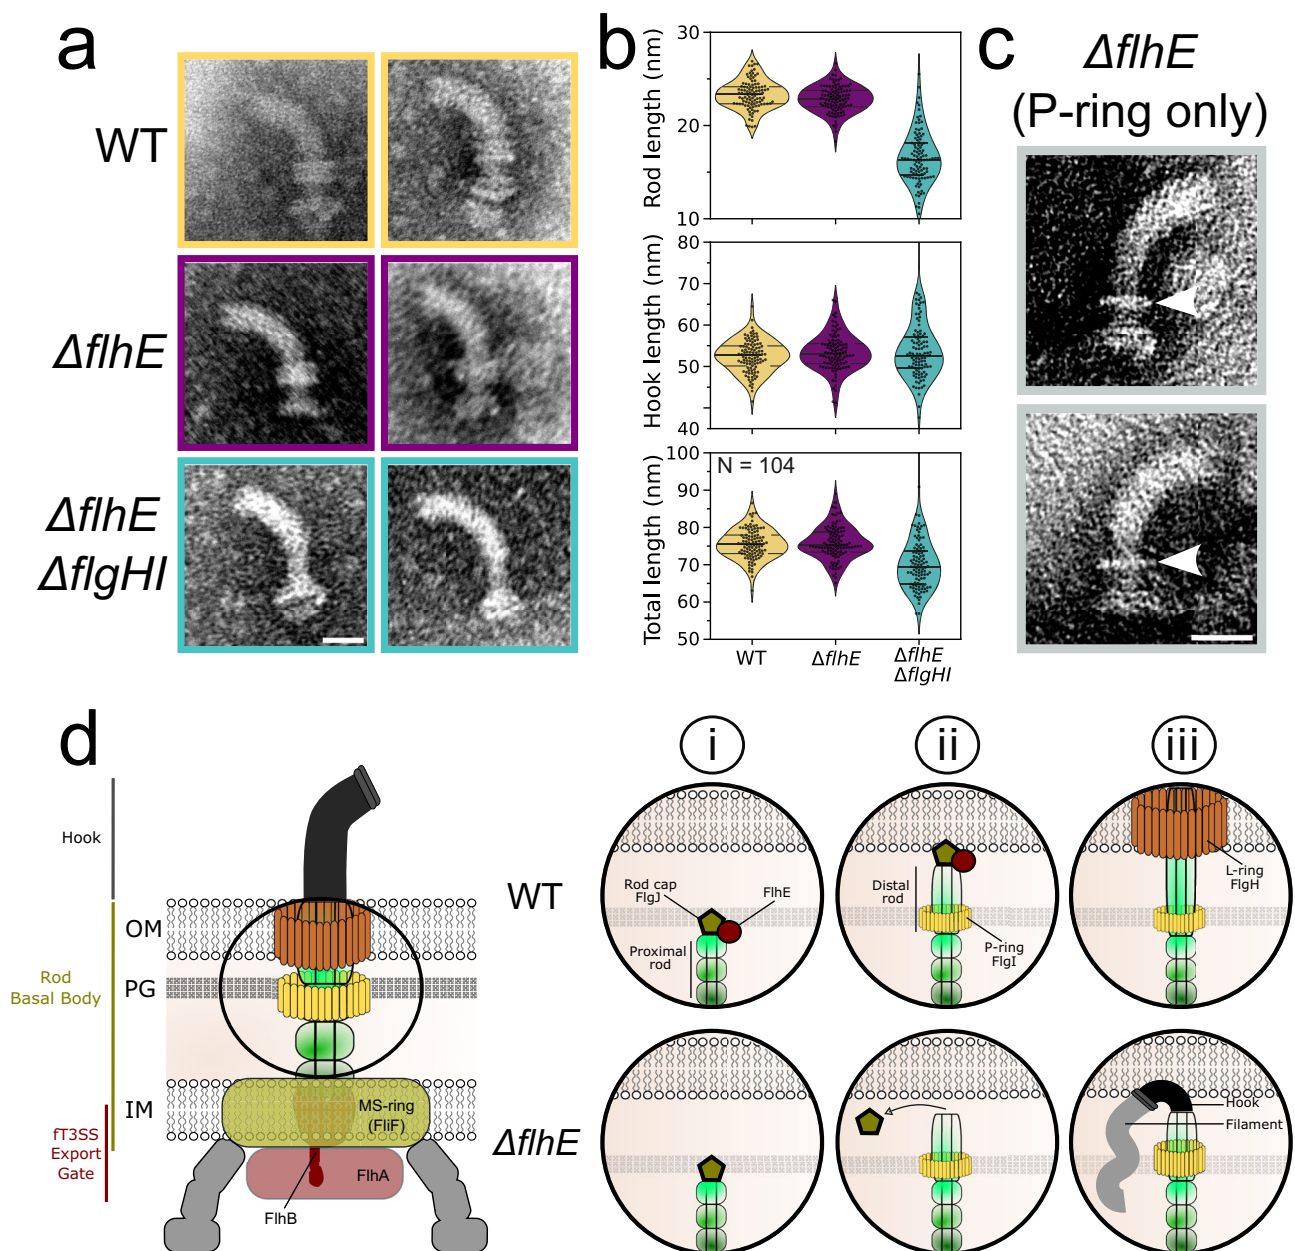 a
WT
ΔflhE
ΔflhE
ΔflgHI
b
Rod length (nm)
30
20
10
Hook length (nm)
80
70
60
50
40
Total length (nm)
100
90
80
70
60
50
N = 104
WT
ΔflhE
ΔflhE
ΔflgHI
c
ΔflhE
(P-ring only)
d
Hook
Rod
Basal Body
fT3SS
Export
Gate
OM
PG
IM
MS-ring
(FliF)
FlhA
FlhB
i
ii
iii
WT
Rod cap
FlgJ
FlhE
Proximal
rod
Distal
rod
P-ring
FlgI
L-ring
FlgH
ΔflhE
Hook
Filament